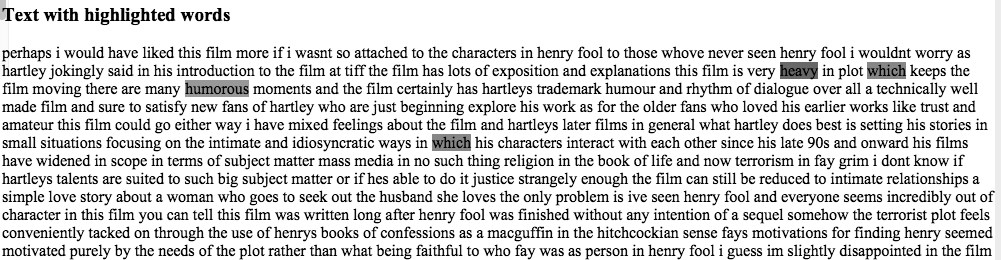 Text with highlighted words
perhaps i would have liked this film more if i wasnt so attached to the characters in henry fool to those whove never seen henry fool i wouldnt worry as
hartley jokingly said in his introduction to the film at tiff the film has lots of exposition and explanations this film is very heavy in plot which keeps the
film moving there are many humorous moments and the film certainly has hartleys trademark humour and rhythm of dialogue over all a technically well
made film and sure to satisfy new fans of hartley who are just beginning explore his work as for the older fans who loved his earlier works like trust and
amateur this film could go either way i have mixed feelings about the film and hartleys later films in general what hartley does best is setting his stories in
small situations focusing on the intimate and idiosyncratic ways in which his characters interact with each other since his late 90s and onward his films
have widened in scope in terms of subject matter mass media in no such thing religion in the book of life and now terrorism in fay grim i dont know if
hartleys talents are suited to such big subject matter or if hes able to do it justice strangely enough the film can still be reduced to intimate relationships a
simple love story about a woman who goes to seek out the husband she loves the only problem is ive seen henry fool and everyone seems incredibly out of
character in this film you can tell this film was written long after henry fool was finished without any intention of a sequel somehow the terrorist plot feels
conveniently tacked on through the use of henrys books of confessions as a macguffin in the hitchcockian sense fays motivations for finding henry seemed
motivated purely by the needs of the plot rather than what being faithful to who fay was as person in henry fool i guess im slightly disappointed in the film